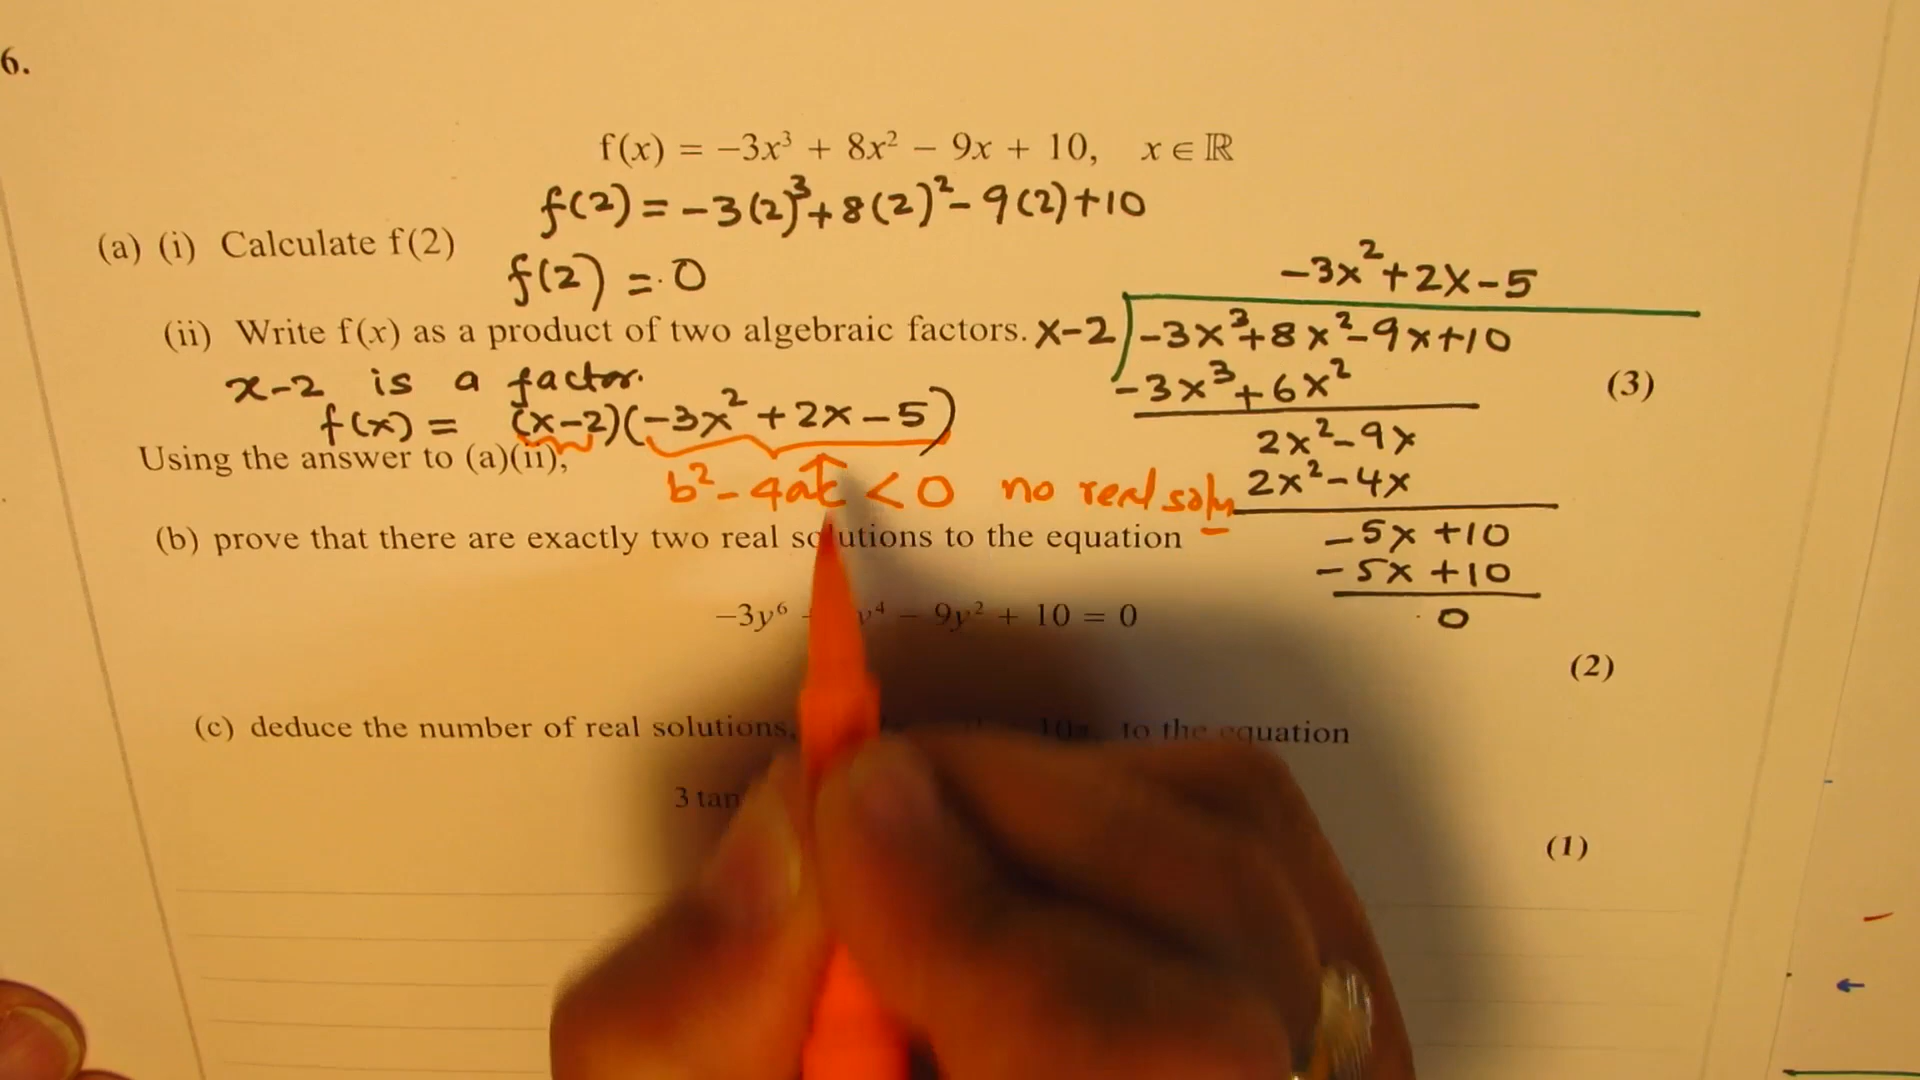 6.
f(x) = −3x³ + 8x² − 9x + 10, x ∈ ℝ
f(2) = −3(2)³ + 8(2)² − 9(2) + 10
(a) (i) Calculate f(2)
f(2) = 0
(ii) Write f(x) as a product of two algebraic factors.
−3x² + 2x − 5
x−2 −3x³ + 8x² − 9x + 10
x−2 is a factor.
−3x³ + 6x²
(3)
f(x) = (x−2)(−3x² + 2x − 5)
2x² − 9x
Using the answer to (a)(ii),
b² − 4ac < 0 no real soln
2x² − 4x
(b) prove that there are exactly two real solutions to the equation
−5x + 10
−5x + 10
−3y⁶ − 9y² + 10 = 0
0
(2)
(c) deduce the number of real solutions, to the equation
3 tan
(1)